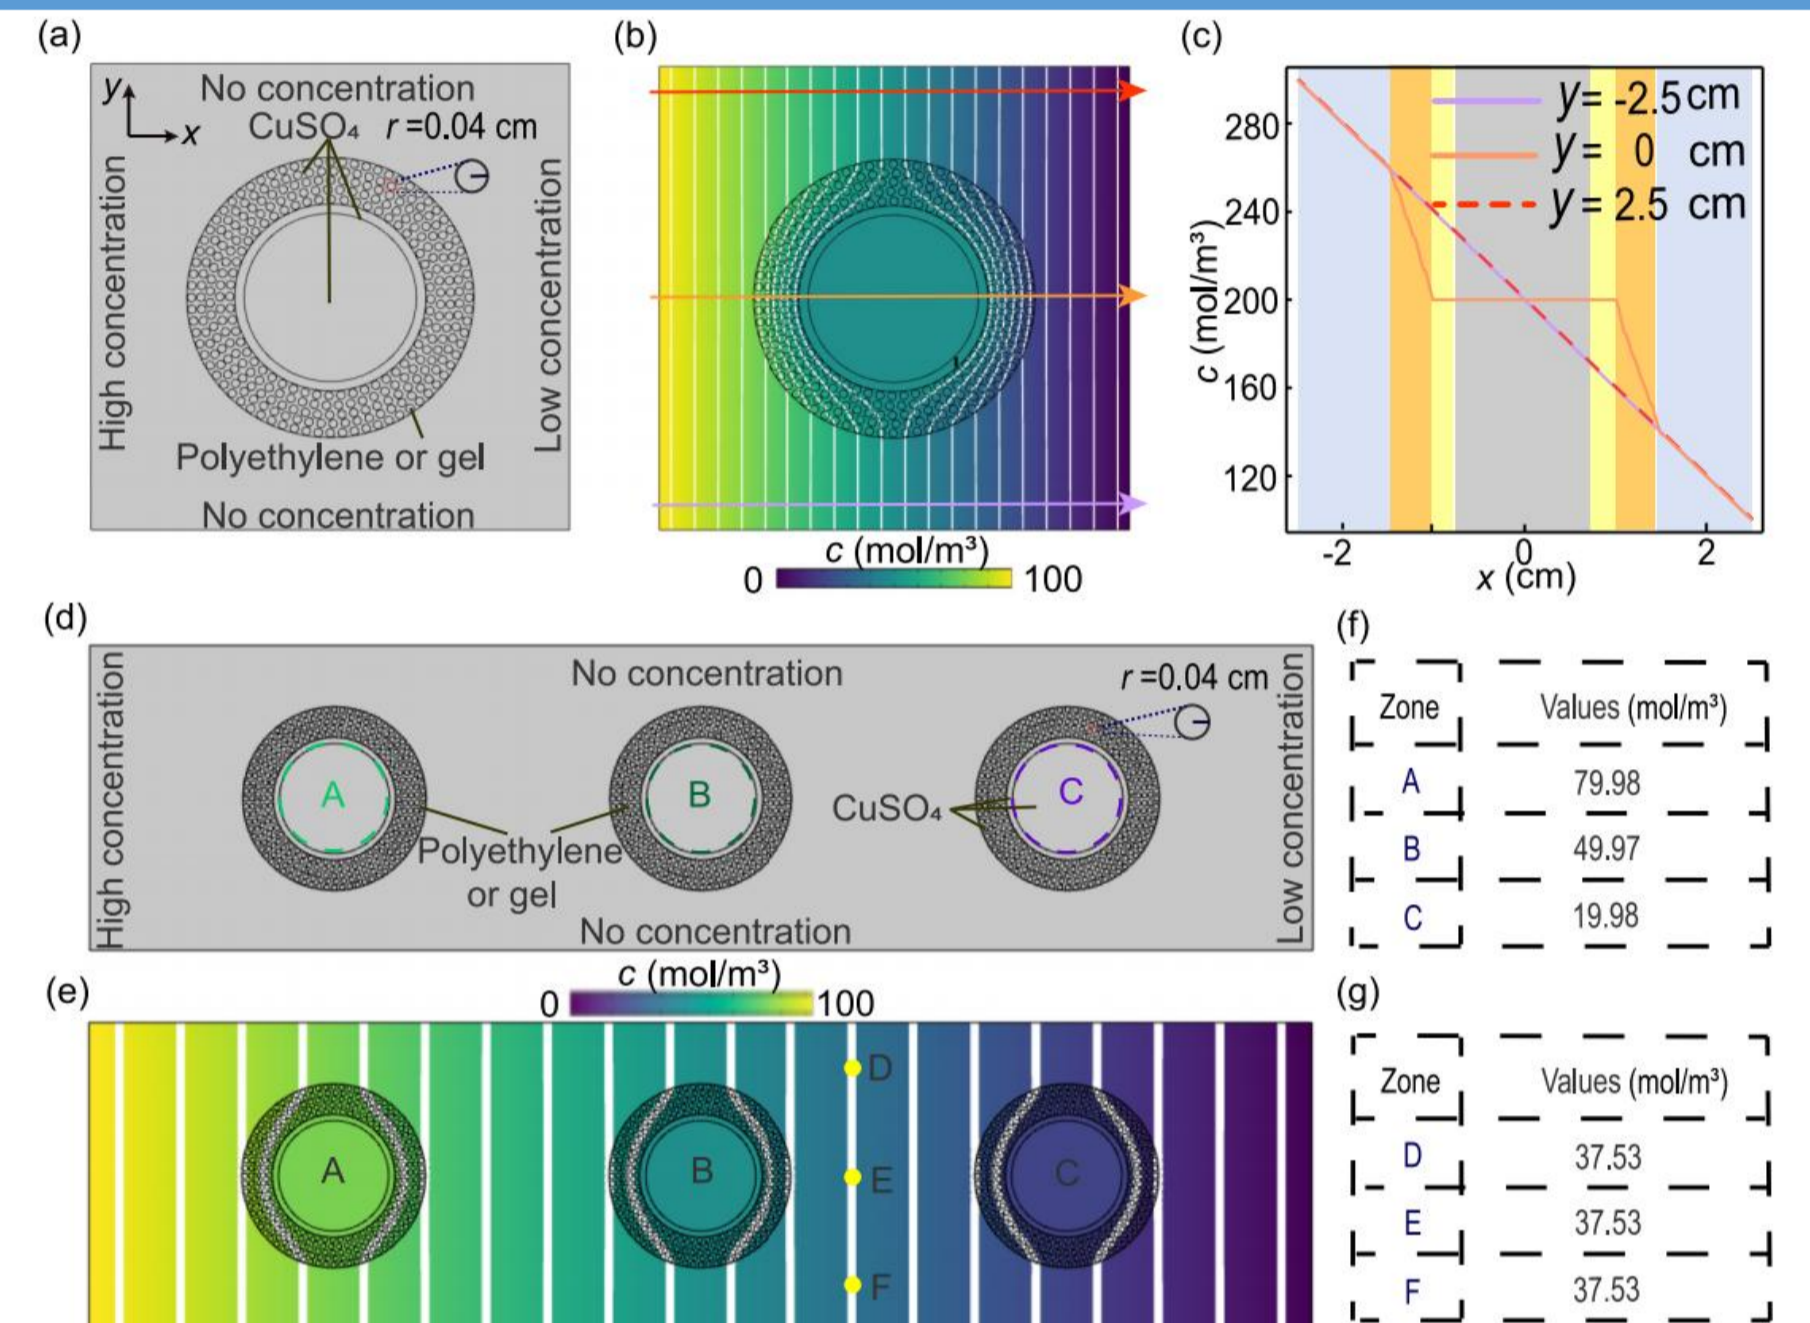 (a)
No concentration
CuSO₄ r =0.04 cm
y
x
High concentration
Low concentration
Polyethylene or gel
No concentration
(b)
c (mol/m³)
0 100
(c)
y= -2.5 cm
y= 0 cm
y= 2.5 cm
c (mol/m³)
280
240
200
160
120
-2 0 2
x (cm)
(d)
No concentration
r =0.04 cm
High concentration
Low concentration
A B C
CuSO₄
Polyethylene
or gel
No concentration
(e)
c (mol/m³)
0 100
A B C
D
E
F
(f)
Zone Values (mol/m³)
A 79.98
B 49.97
C 19.98
(g)
Zone Values (mol/m³)
D 37.53
E 37.53
F 37.53